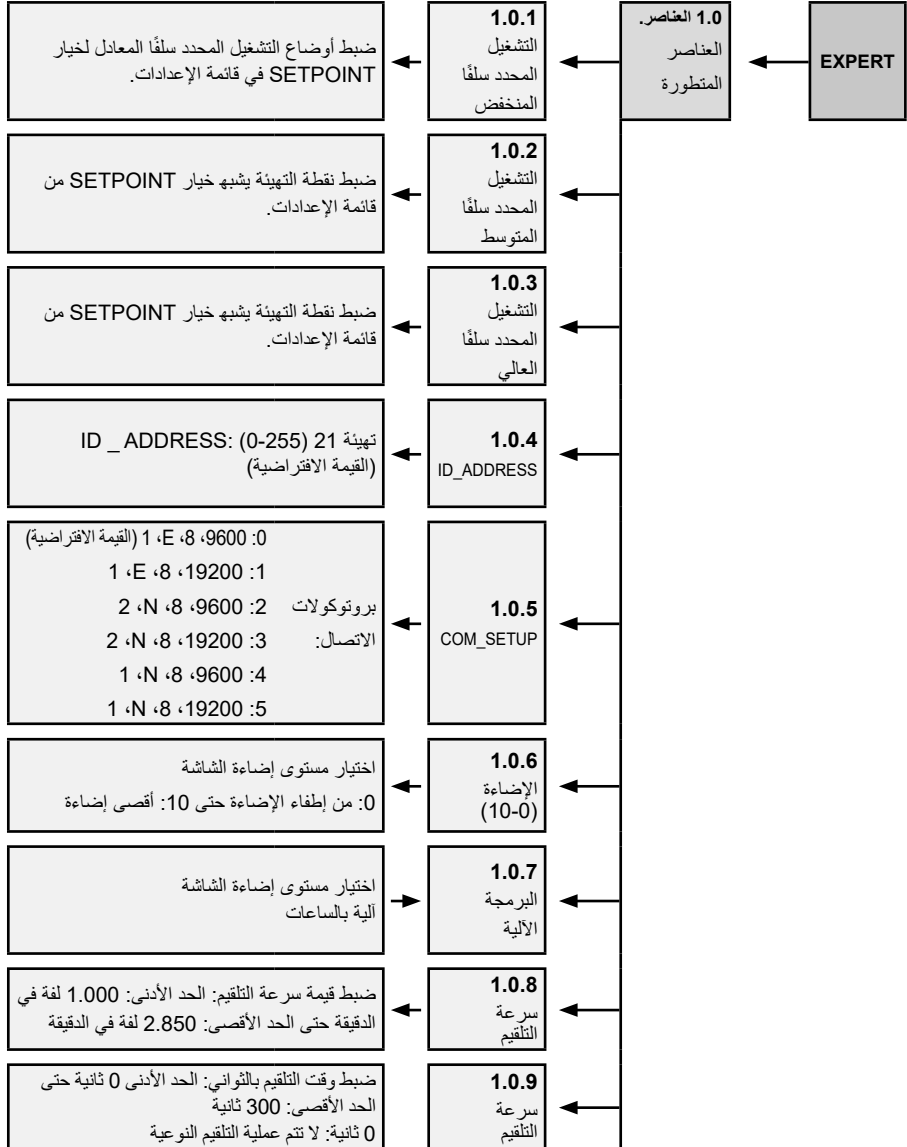 EXPERT
1.0 العناصر.
العناصر
المتطورة
1.0.1
التشغيل
المحدد سلفًا
المنخفض
ضبط أوضاع التشغيل المحدد سلفًا المعادل لخيار
SETPOINT في قائمة الإعدادات.
1.0.2
التشغيل
المحدد سلفًا
المتوسط
ضبط نقطة التهيئة يشبه خيار SETPOINT من
قائمة الإعدادات.
1.0.3
التشغيل
المحدد سلفًا
العالي
ضبط نقطة التهيئة يشبه خيار SETPOINT من
قائمة الإعدادات.
1.0.4
ID_ADDRESS
تهيئة ID _ ADDRESS: (0-255) 21
(القيمة الافتراضية)
1.0.5
COM_SETUP
بروتوكولات
الاتصال:
0: 9600، 8، E، 1 (القيمة الافتراضية)
1: 19200، 8، E، 1
2: 9600، 8، N، 2
3: 19200، 8، N، 2
4: 9600، 8، N، 1
5: 19200، 8، N، 1
1.0.6
الإضاءة
(10-0)
اختيار مستوى إضاءة الشاشة
0: من إطفاء الإضاءة حتى 10: أقصى إضاءة
1.0.7
البرمجة
الآلية
اختيار مستوى إضاءة الشاشة
آلية بالساعات
1.0.8
سرعة
التلقيم
ضبط قيمة سرعة التلقيم: الحد الأدنى: 1.000 لفة في
الدقيقة حتى الحد الأقصى: 2.850 لفة في الدقيقة
1.0.9
سرعة
التلقيم
ضبط وقت التلقيم بالثواني: الحد الأدنى 0 ثانية حتى
الحد الأقصى: 300 ثانية
0 ثانية: لا تتم عملية التلقيم النوعية